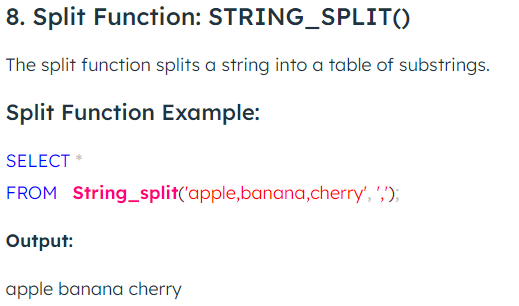 8. Split Function: STRING_SPLIT()
The split function splits a string into a table of substrings.
Split Function Example:
SELECT *
FROM String_split('apple,banana,cherry', ',');
Output:
apple banana cherry